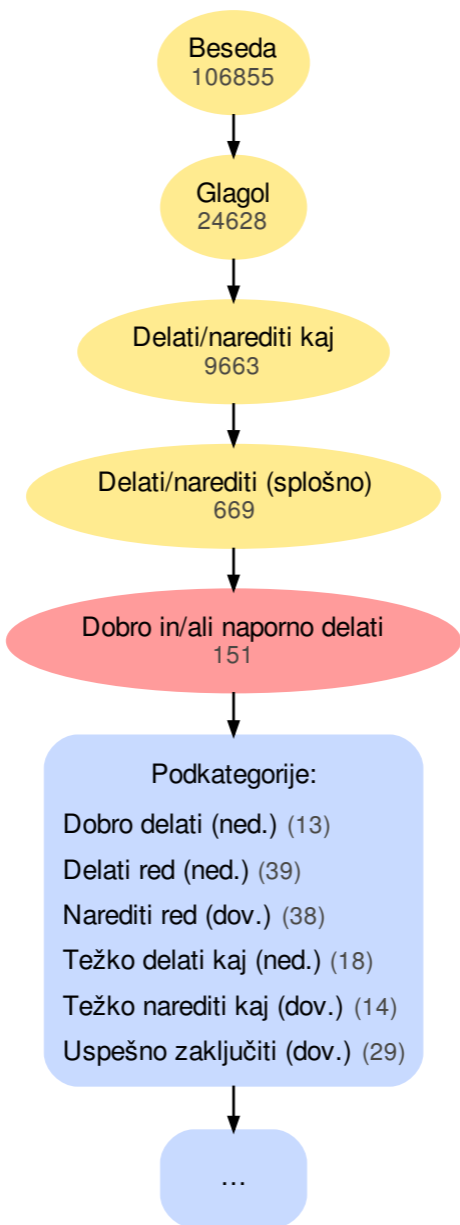 Beseda
106855
Glagol
24628
Delati/narediti kaj
9663
Delati/narediti (splošno)
669
Dobro in/ali naporno delati
151
Podkategorije:
Dobro delati (ned.) (13)
Delati red (ned.) (39)
Narediti red (dov.) (38)
Težko delati kaj (ned.) (18)
Težko narediti kaj (dov.) (14)
Uspešno zaključiti (dov.) (29)
...